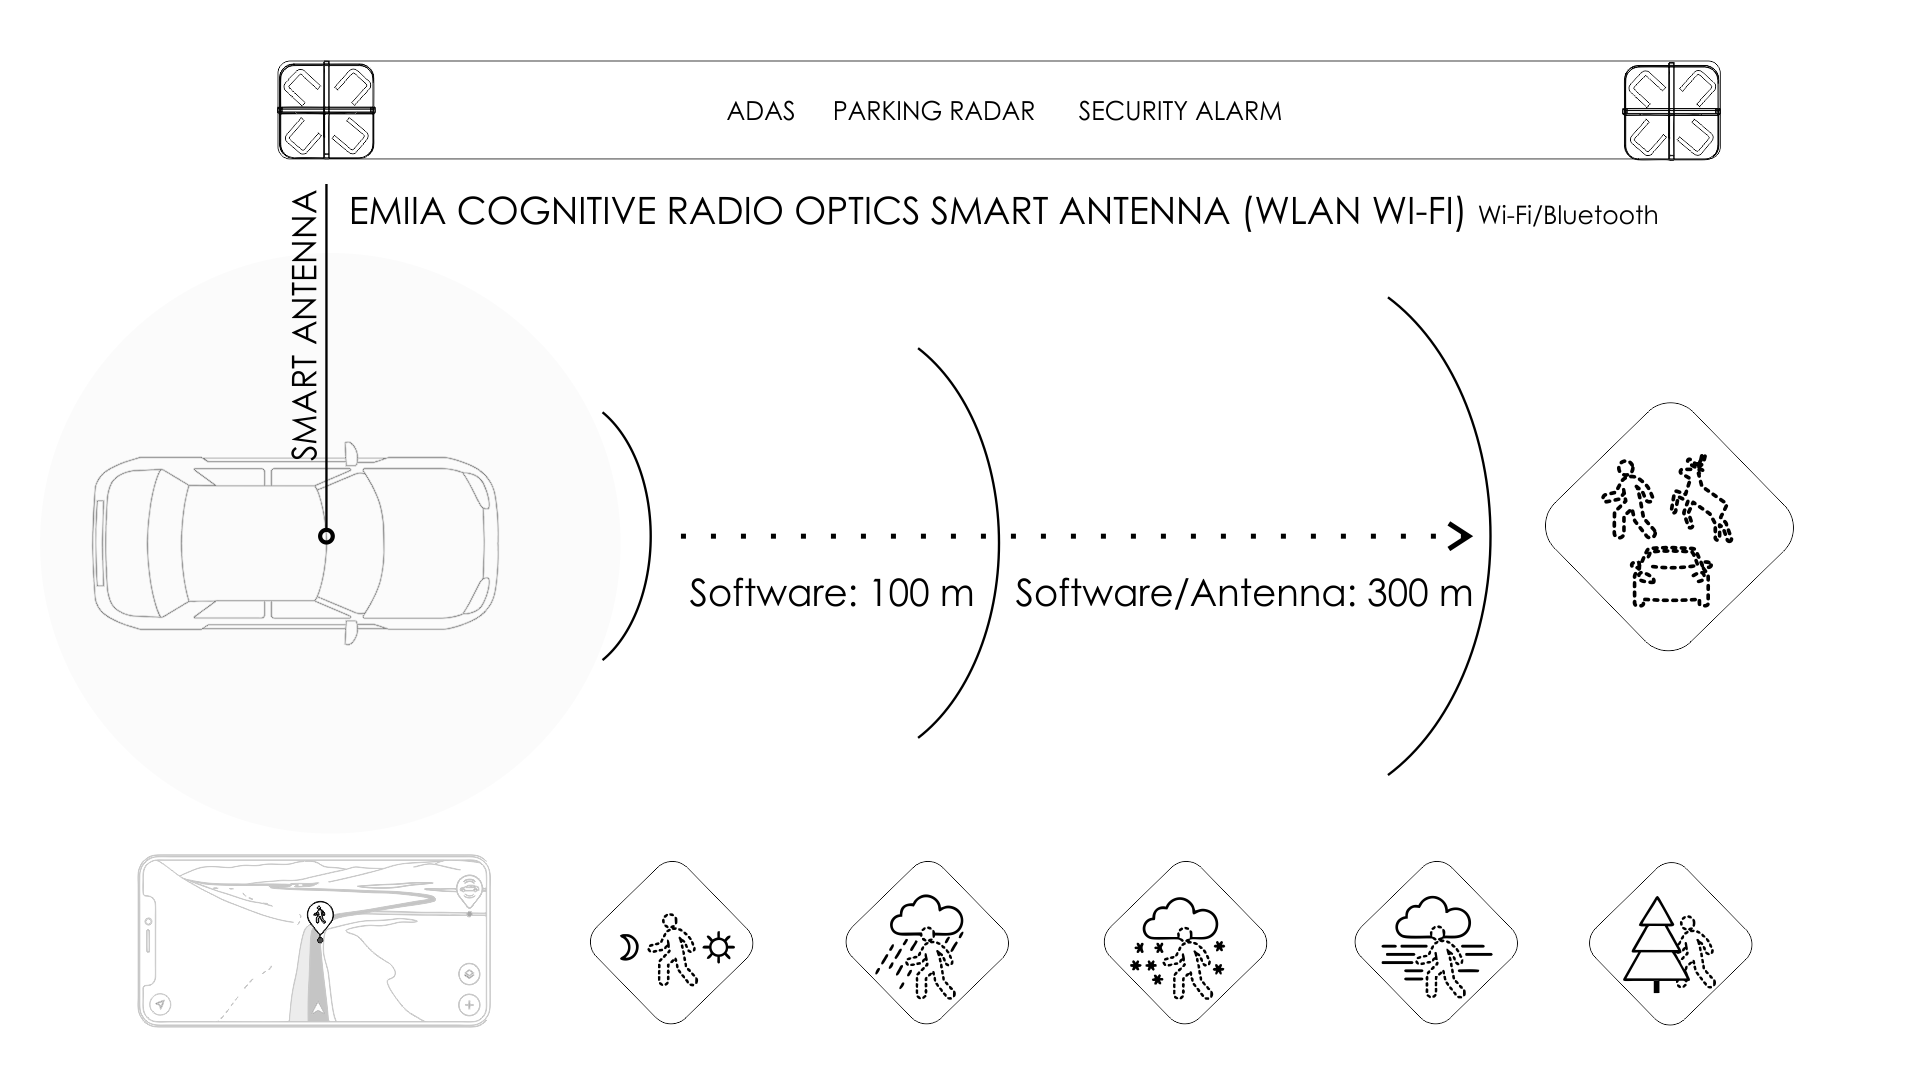 ADAS PARKING RADAR SECURITY ALARM
EMIIA COGNITIVE RADIO OPTICS SMART ANTENNA (WLAN WI-FI) Wi-Fi/Bluetooth
SMART ANTENNA
Software: 100 m Software/Antenna: 300 m